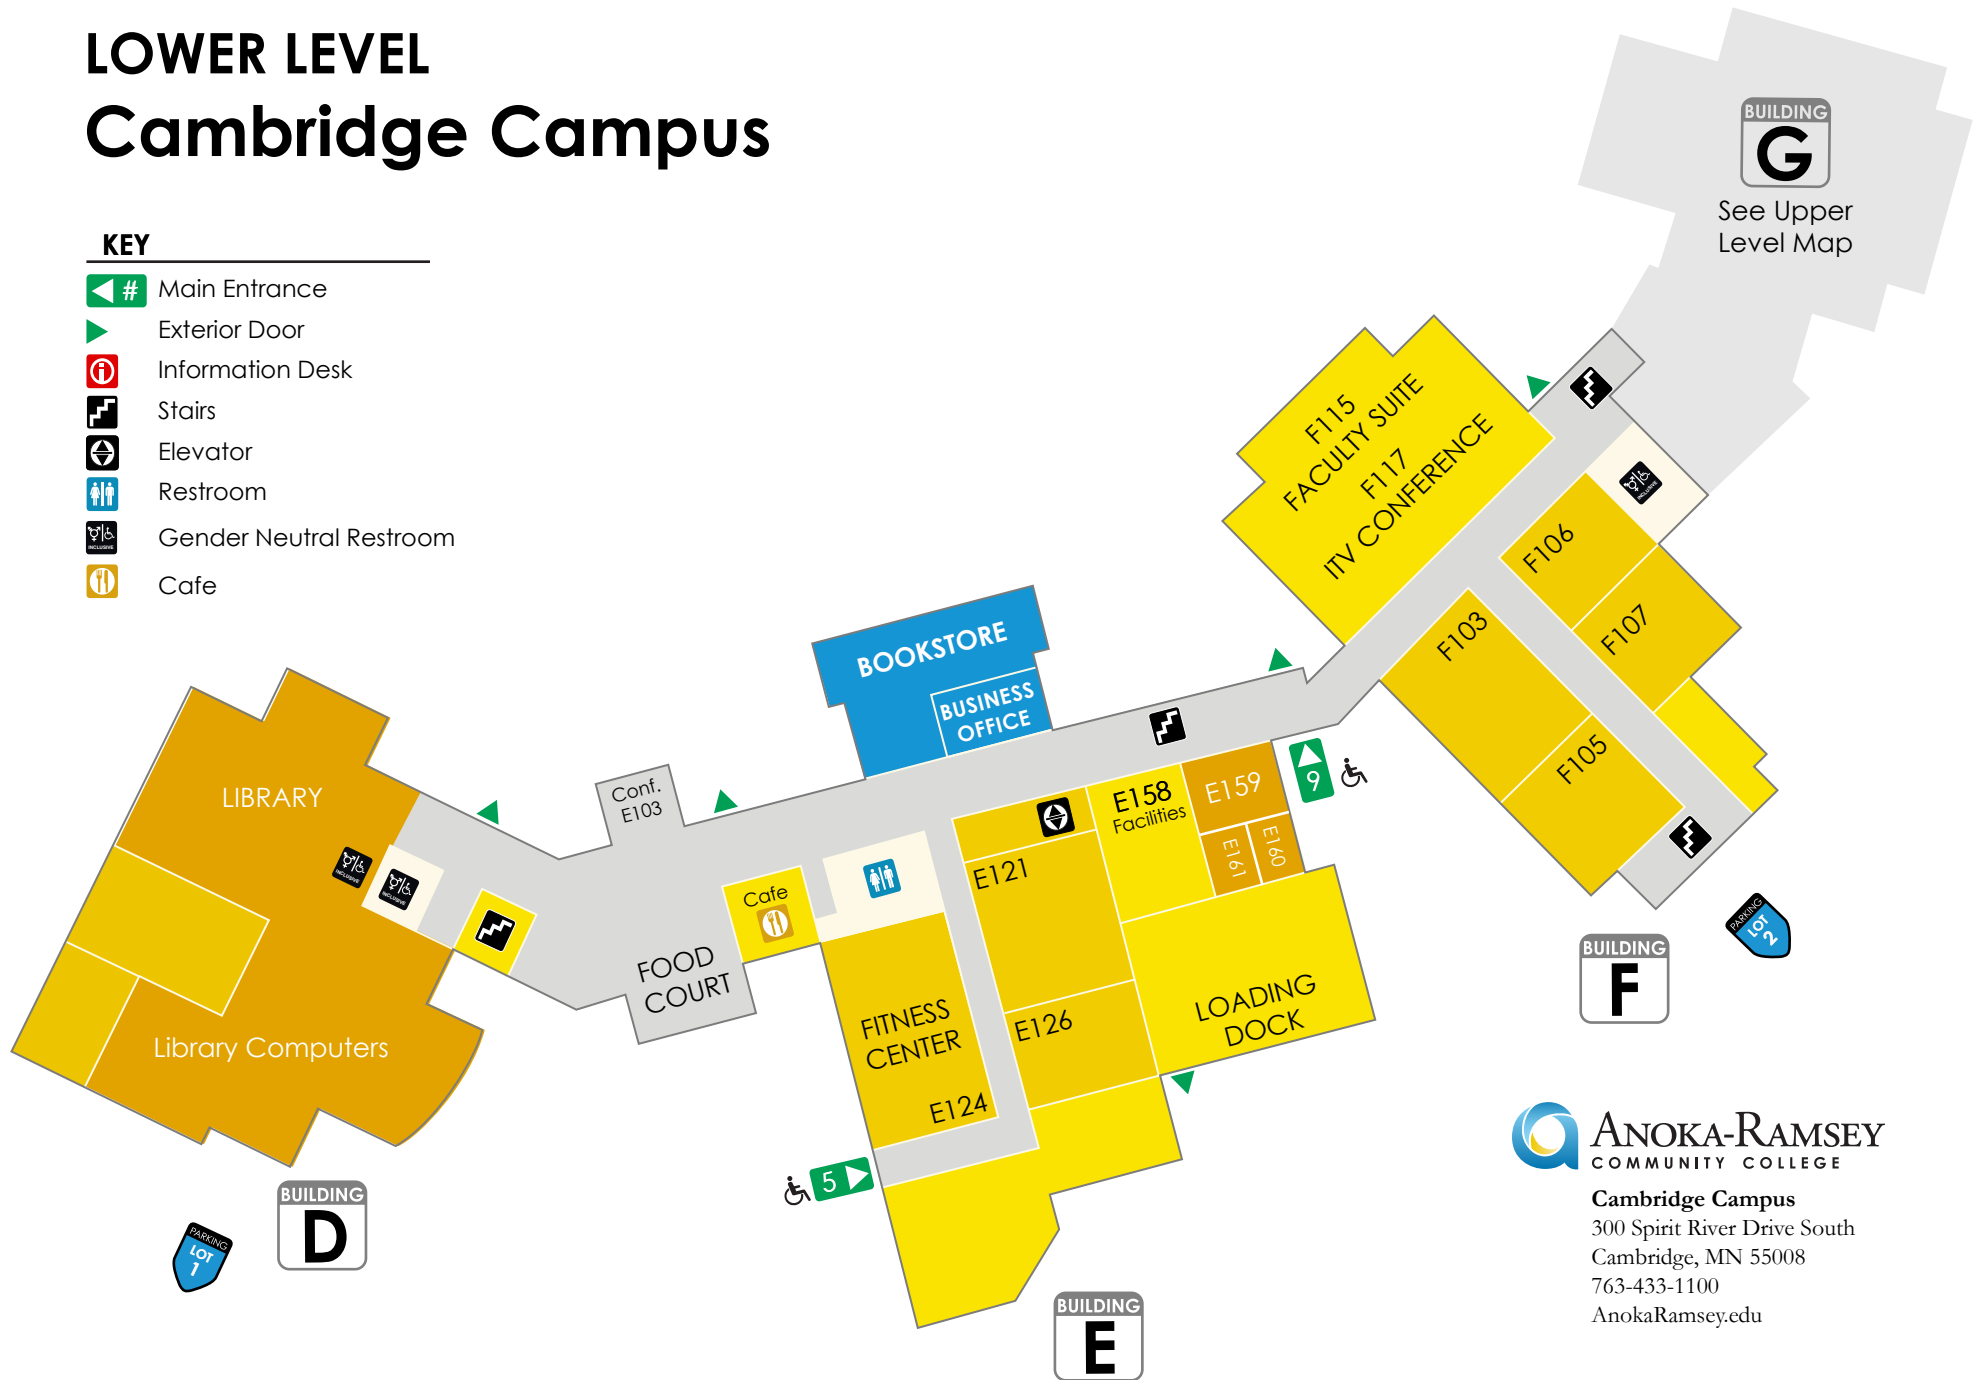 LOWER LEVEL
Cambridge Campus
KEY
#
Main Entrance
Exterior Door
Information Desk
Stairs
Elevator
Restroom
INCLUSIVE
Gender Neutral Restroom
Cafe
BUILDING
G
See Upper
Level Map
F115
FACULTY SUITE
F117
ITV CONFERENCE
INCLUSIVE
F106
F107
F103
F105
BOOKSTORE
BUSINESS
OFFICE
9
LIBRARY
Conf.
E103
E158
Facilities
E159
E161
E160
INCLUSIVE
INCLUSIVE
Cafe
E121
FOOD
COURT
FITNESS
CENTER
E126
LOADING
DOCK
E124
Library Computers
5
PARKING
LOT
2
BUILDING
F
BUILDING
D
PARKING
LOT
1
BUILDING
E
ANOKA-RAMSEY
COMMUNITY COLLEGE
Cambridge Campus
300 Spirit River Drive South
Cambridge, MN 55008
763-433-1100
AnokaRamsey.edu